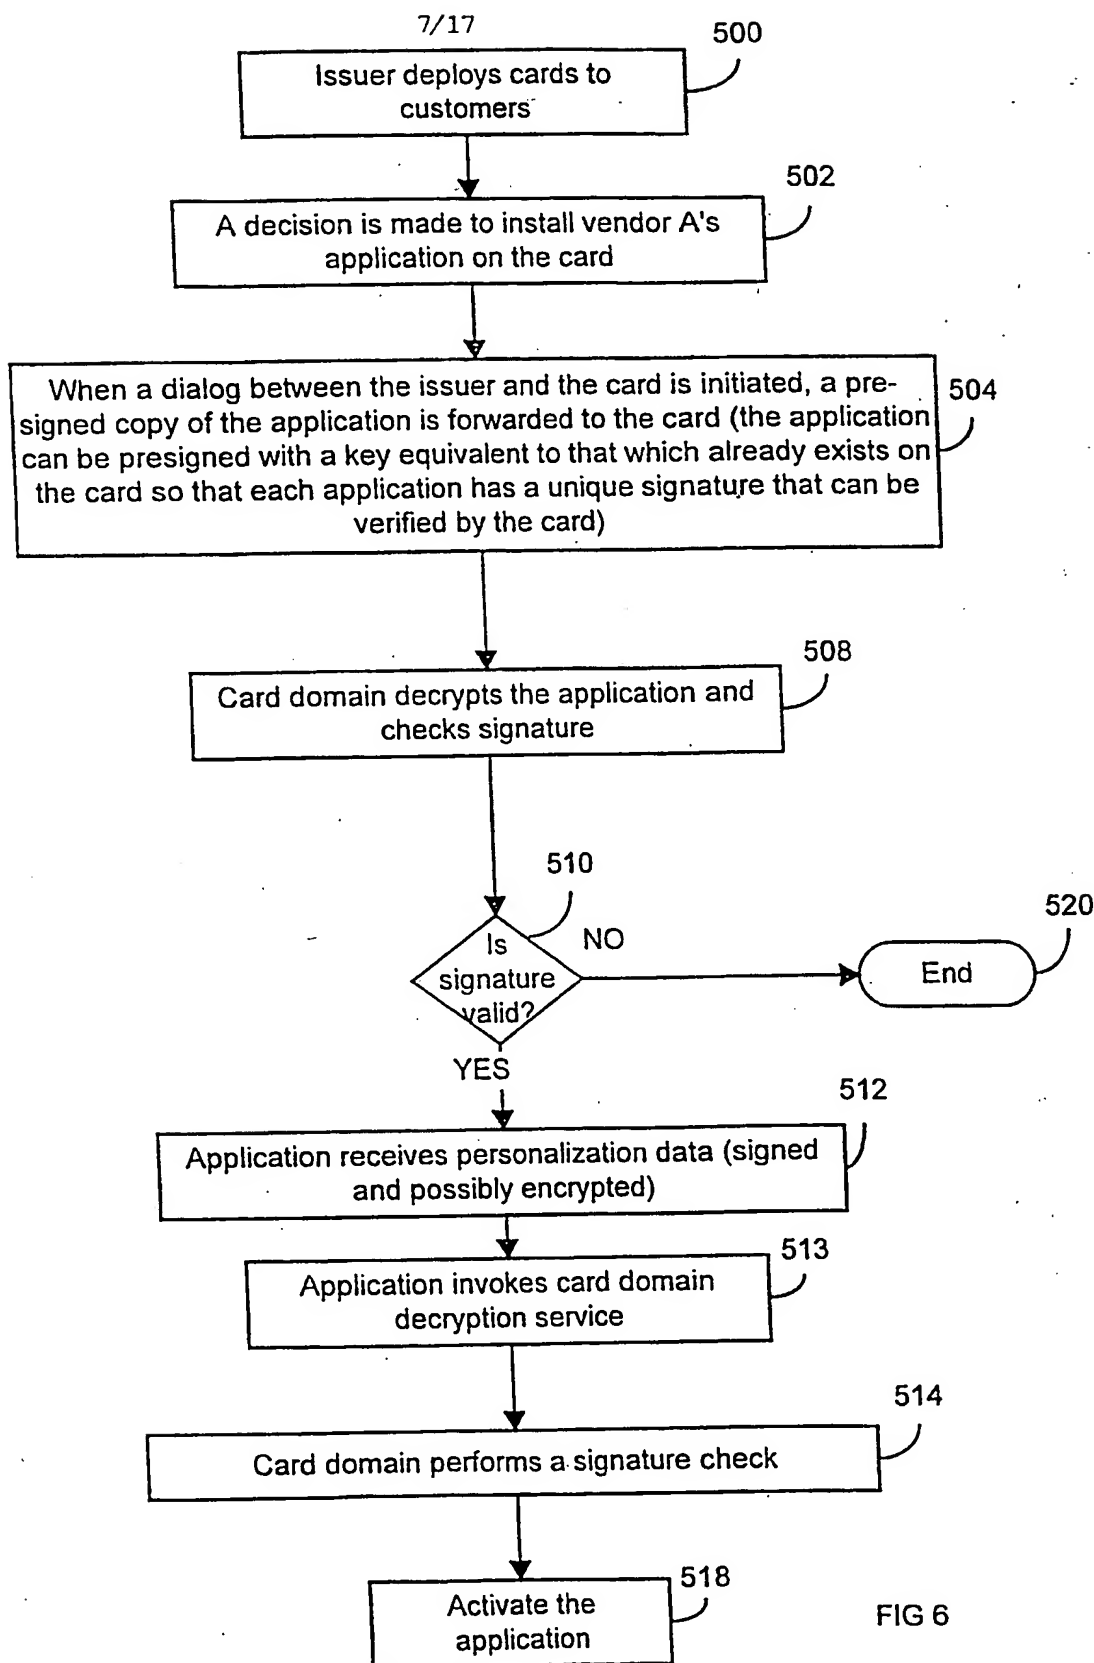 7/17
500
Issuer deploys cards to
customers
502
A decision is made to install vendor A's
application on the card
504
When a dialog between the issuer and the card is initiated, a pre-
signed copy of the application is forwarded to the card (the application
can be presigned with a key equivalent to that which already exists on
the card so that each application has a unique signature that can be
verified by the card)
508
Card domain decrypts the application and
checks signature
510
Is
signature
valid?
NO
520
End
YES
512
Application receives personalization data (signed
and possibly encrypted)
513
Application invokes card domain
decryption service
514
Card domain performs a signature check
518
Activate the
application
FIG 6